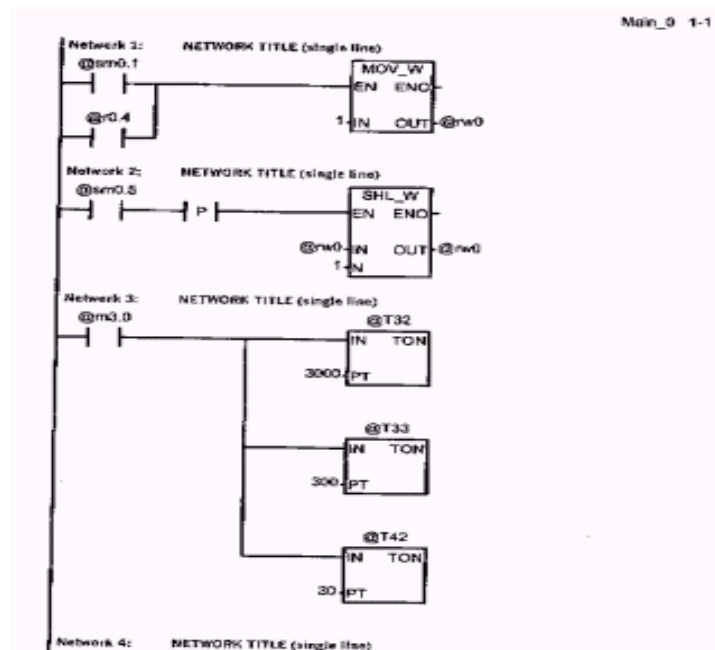 Main_0 1-1
Network 1: NETWORK TITLE (single line)
@sm0.1
MOV_W
EN ENO
@r0.4
1 IN OUT @rw0
Network 2: NETWORK TITLE (single line)
@sm0.5
SHL_W
P
EN ENO
@rw0 IN OUT @rw0
1 N
Network 3: NETWORK TITLE (single line)
@m3.0
@T32
IN TON
3000 PT
@T33
IN TON
300 PT
@T42
IN TON
30 PT
Network 4: NETWORK TITLE (single line)